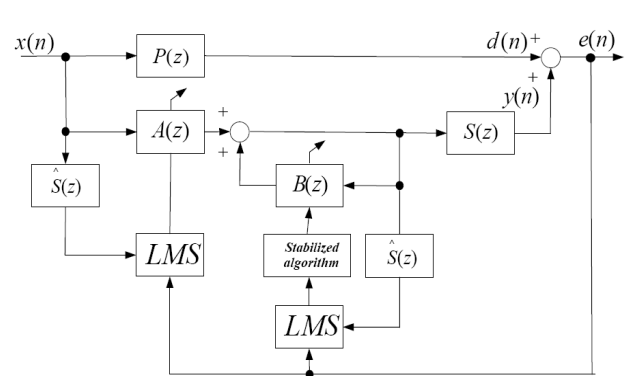 x(n)
P(z)
d(n)
+
e(n)
+
y(n)
A(z)
+
+
S(z)
Ŝ(z)
B(z)
LMS
Stabilized
algorithm
Ŝ(z)
LMS